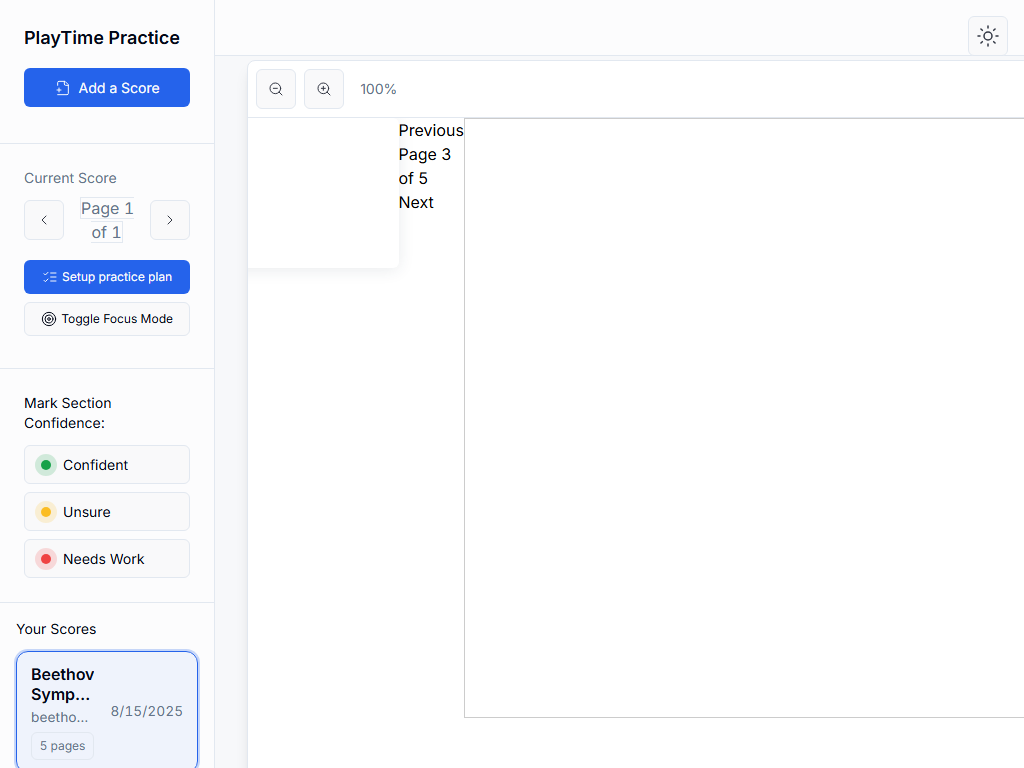 PlayTime Practice
Add a Score
100%
Current Score
Page 1
of 1
Setup practice plan
Toggle Focus Mode
Previous
Page 3
of 5
Next
Mark Section
Confidence:
Confident
Unsure
Needs Work
Your Scores
Beethov
Symp...
beetho...
8/15/2025
5 pages